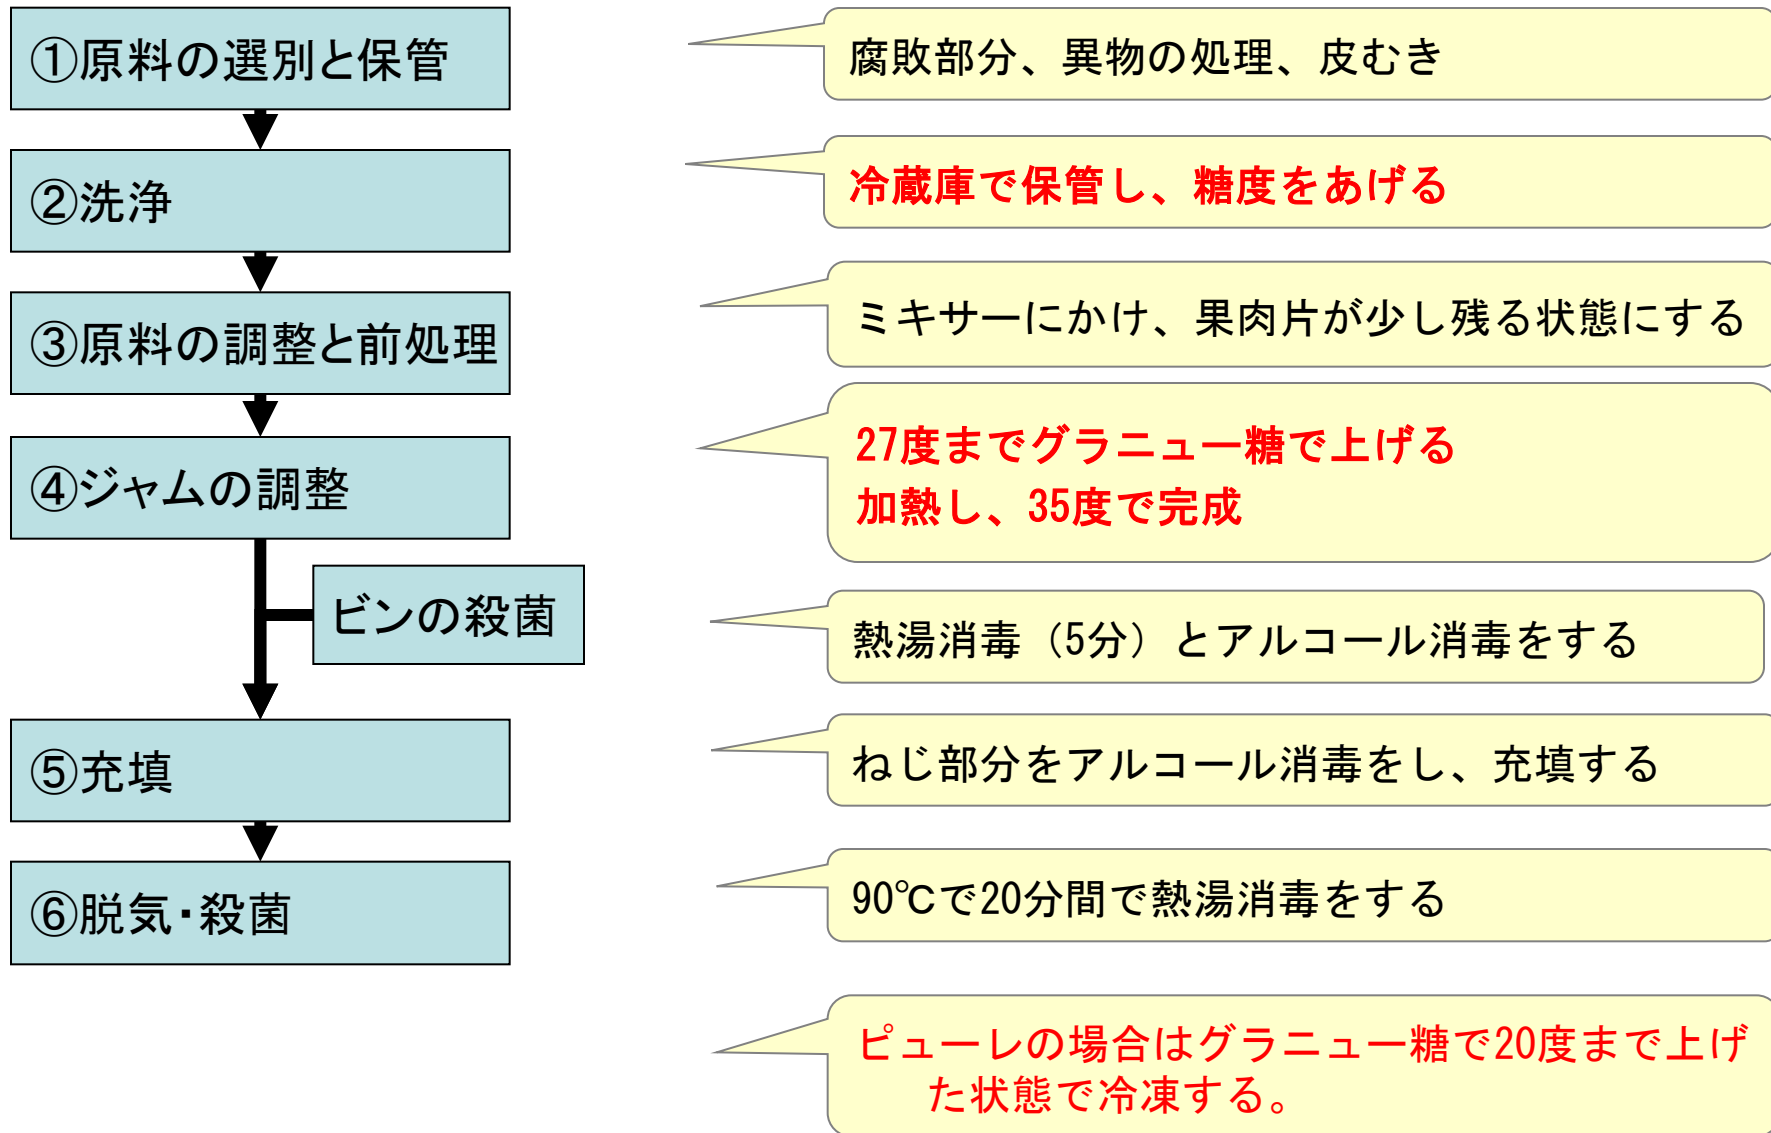 ①原料の選別と保管
腐敗部分、異物の処理、皮むき
②洗浄
冷蔵庫で保管し、糖度をあげる
③原料の調整と前処理
ミキサーにかけ、果肉片が少し残る状態にする
④ジャムの調整
27度までグラニュー糖で上げる
加熱し、35度で完成
ビンの殺菌
熱湯消毒（5分）とアルコール消毒をする
⑤充填
ねじ部分をアルコール消毒をし、充填する
⑥脱気・殺菌
90℃で20分間で熱湯消毒をする
ピューレの場合はグラニュー糖で20度まで上げ
た状態で冷凍する。